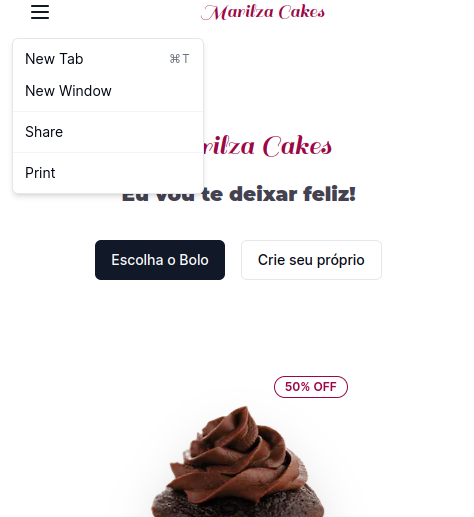 Marilza Cakes
New Tab ⌘T
New Window
Share
Print
rilza Cakes
Eu vou te deixar feliz!
Escolha o Bolo
Crie seu próprio
50% OFF